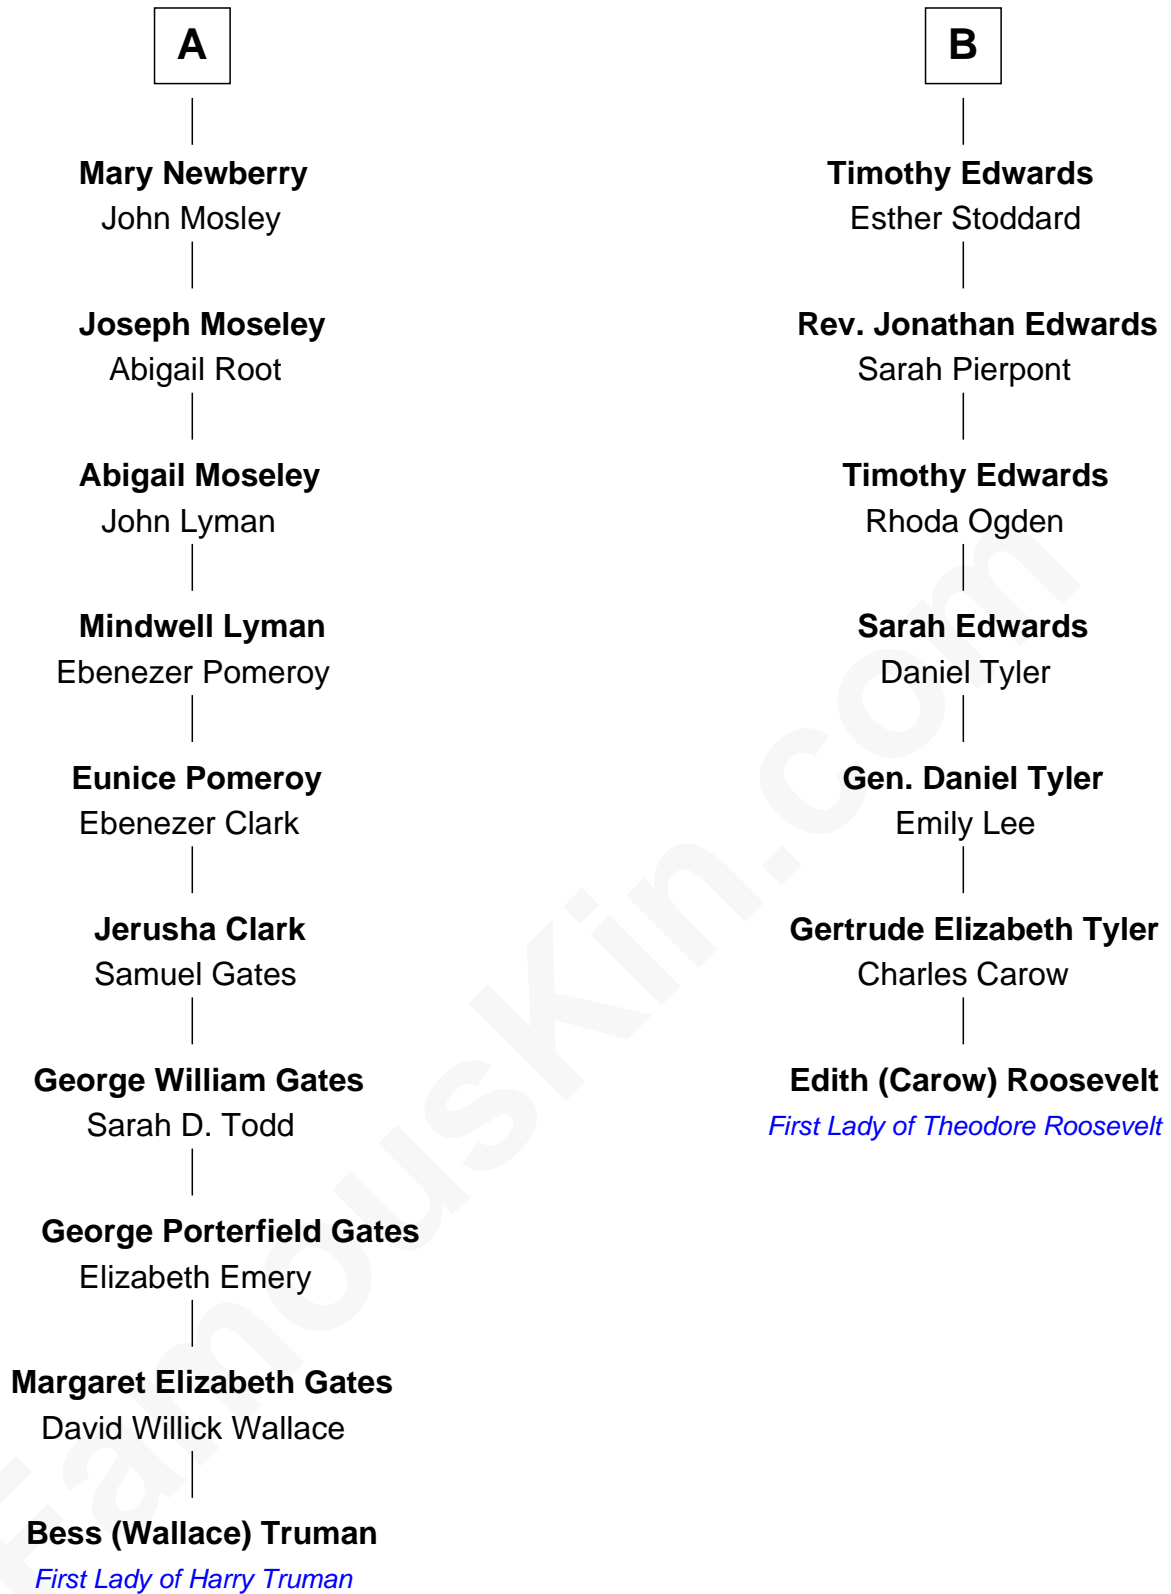 A
Mary Newberry
John Mosley
Joseph Moseley
Abigail Root
Abigail Moseley
John Lyman
Mindwell Lyman
Ebenezer Pomeroy
Eunice Pomeroy
Ebenezer Clark
Jerusha Clark
Samuel Gates
George William Gates
Sarah D. Todd
George Porterfield Gates
Elizabeth Emery
Margaret Elizabeth Gates
David Willick Wallace
Bess (Wallace) Truman
First Lady of Harry Truman
B
Timothy Edwards
Esther Stoddard
Rev. Jonathan Edwards
Sarah Pierpont
Timothy Edwards
Rhoda Ogden
Sarah Edwards
Daniel Tyler
Gen. Daniel Tyler
Emily Lee
Gertrude Elizabeth Tyler
Charles Carow
Edith (Carow) Roosevelt
First Lady of Theodore Roosevelt
FamousKin.com